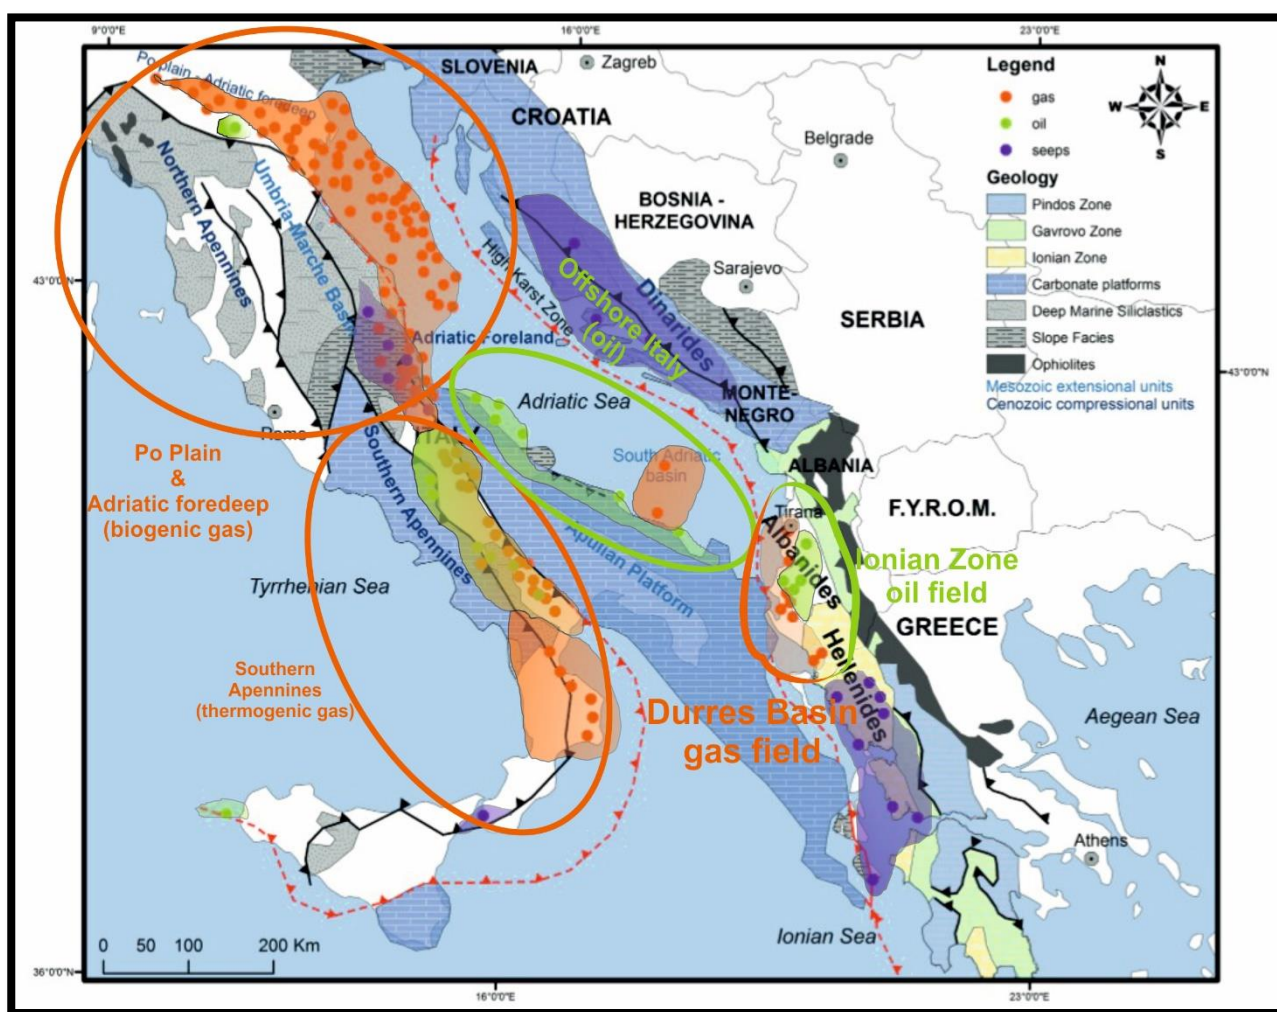 9°0'0"E
16°0'0"E
23°0'0"E
Po plain - Adriatic foredeep
SLOVENIA
Zagreb
CROATIA
Belgrade
BOSNIA -
HERZEGOVINA
Sarajevo
SERBIA
Legend
gas
oil
seeps
Geology
Pindos Zone
Gavrovo Zone
Ionian Zone
Carbonate platforms
Deep Marine Siliclastics
Slope Facies
Ophiolites
Mesozoic extensional units
Cenozoic compressional units
N
W
E
S
43°0'0"N
43°0'0"N
Northern Apennines
Umbria-Marche Basin
High Karst Zone
Dinarides
Offshore Italy
(oil)
Adriatic Foreland
Adriatic Sea
MONTE-
NEGRO
Rome
ITALY
South Adriatic
basin
ALBANIA
Tirana
F.Y.R.O.M.
Po Plain
&
Adriatic foredeep
(biogenic gas)
Southern Apennines
Apulian Platform
Albanides
Ionian Zone
oil field
Tyrrhenian Sea
GREECE
Hellenides
Southern
Apennines
(thermogenic gas)
Durres Basin
gas field
Aegean Sea
Athens
Ionian Sea
0 50 100 200 Km
36°0'0"N
16°0'0"E
23°0'0"E